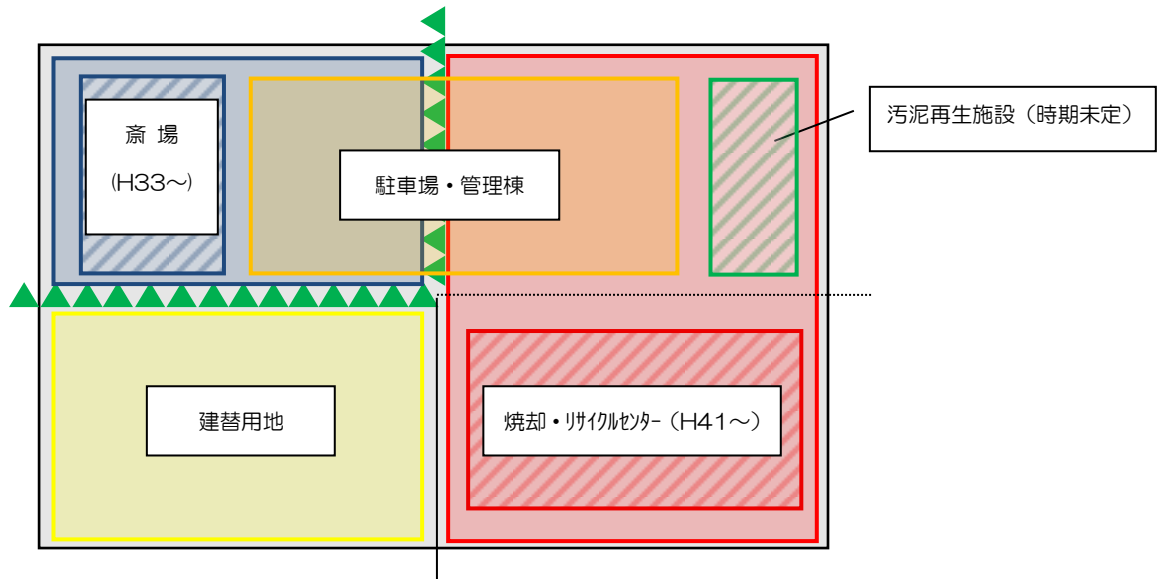 斎 場
(H33～)
駐車場・管理棟
汚泥再生施設（時期未定）
建替用地
焼却・ﾘｻｲｸﾙｾﾝﾀｰ（H41～）